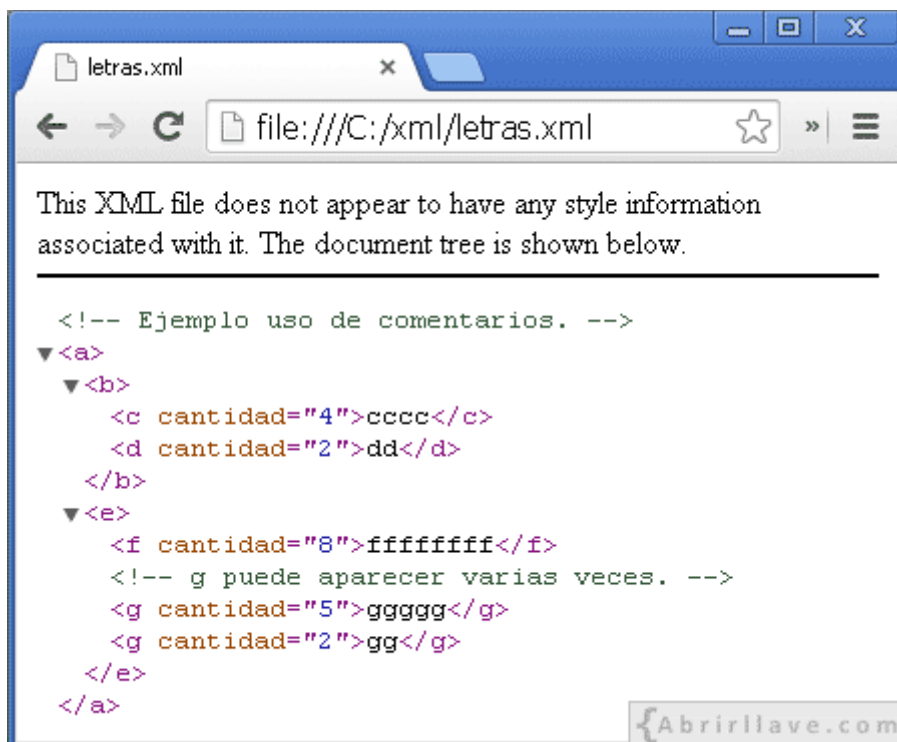 letras.xml
file:///C:/xml/letras.xml
This XML file does not appear to have any style information
associated with it. The document tree is shown below.
<!-- Ejemplo uso de comentarios. -->
▼<a>
▼<b>
<c cantidad="4">cccc</c>
<d cantidad="2">dd</d>
</b>
▼<e>
<f cantidad="8">ffffffff</f>
<!-- g puede aparecer varias veces. -->
<g cantidad="5">ggggg</g>
<g cantidad="2">gg</g>
</e>
</a>
{Abrirllave.com